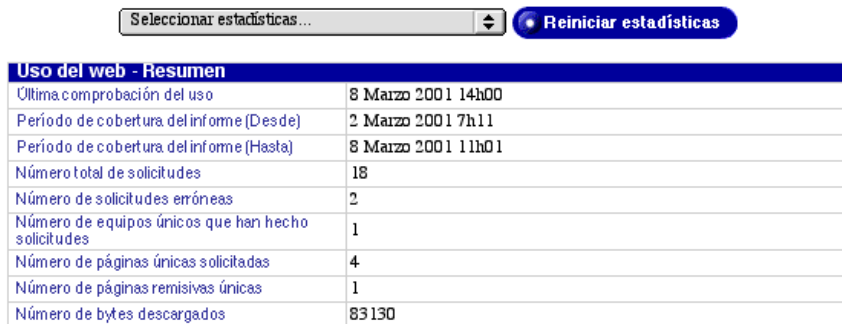 Seleccionar estadísticas... Reiniciar estadísticas
Uso del web - Resumen
Última comprobación del uso 8 Marzo 2001 14h00
Período de cobertura del informe (Desde) 2 Marzo 2001 7h11
Período de cobertura del informe (Hasta) 8 Marzo 2001 11h01
Número total de solicitudes 18
Número de solicitudes erróneas 2
Número de equipos únicos que han hecho
solicitudes 1
Número de páginas únicas solicitadas 4
Número de páginas remisivas únicas 1
Número de bytes descargados 83130